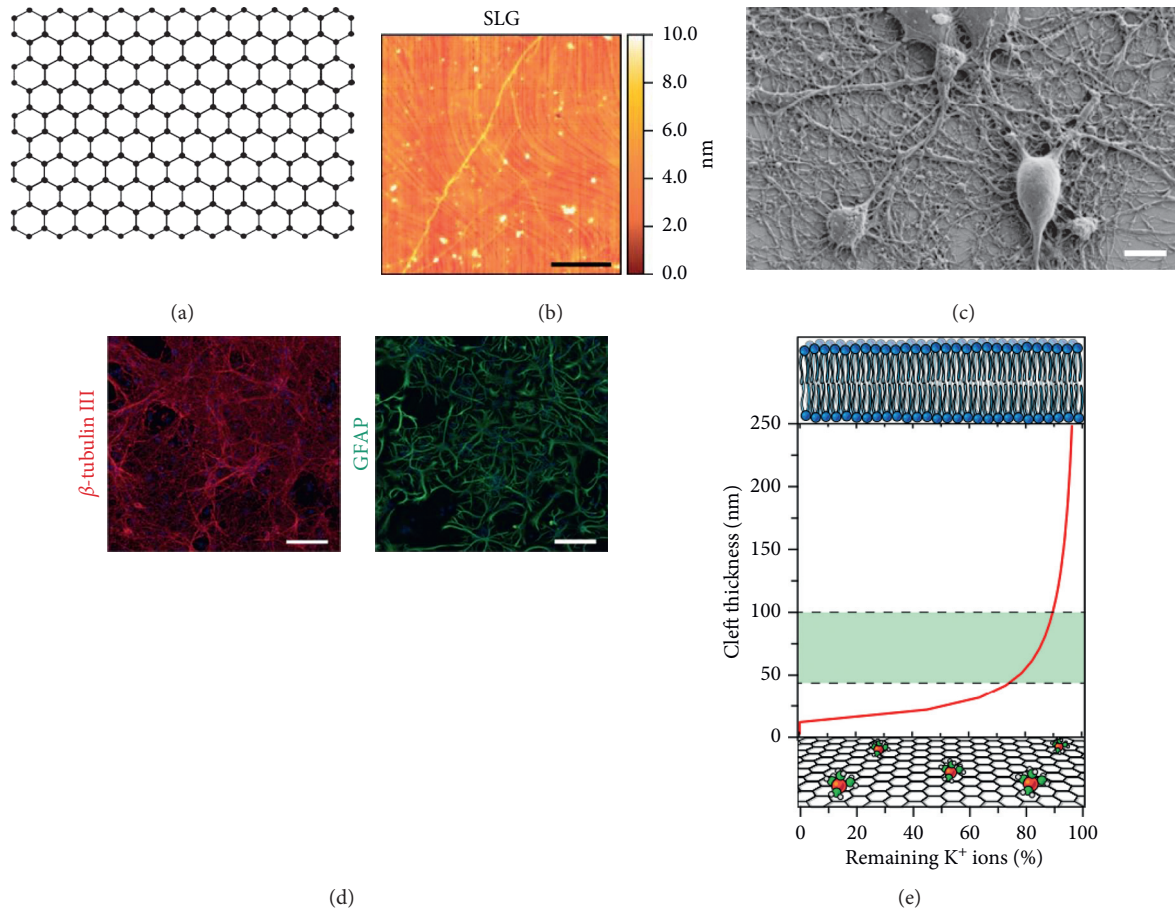 SLG
10.0
8.0
6.0
4.0
2.0
0.0
nm
(a)
(b)
(c)
β-tubulin III
GFAP
(d)
250
200
150
100
50
0
Cleft thickness (nm)
0 20 40 60 80 100
Remaining K⁺ ions (%)
(e)